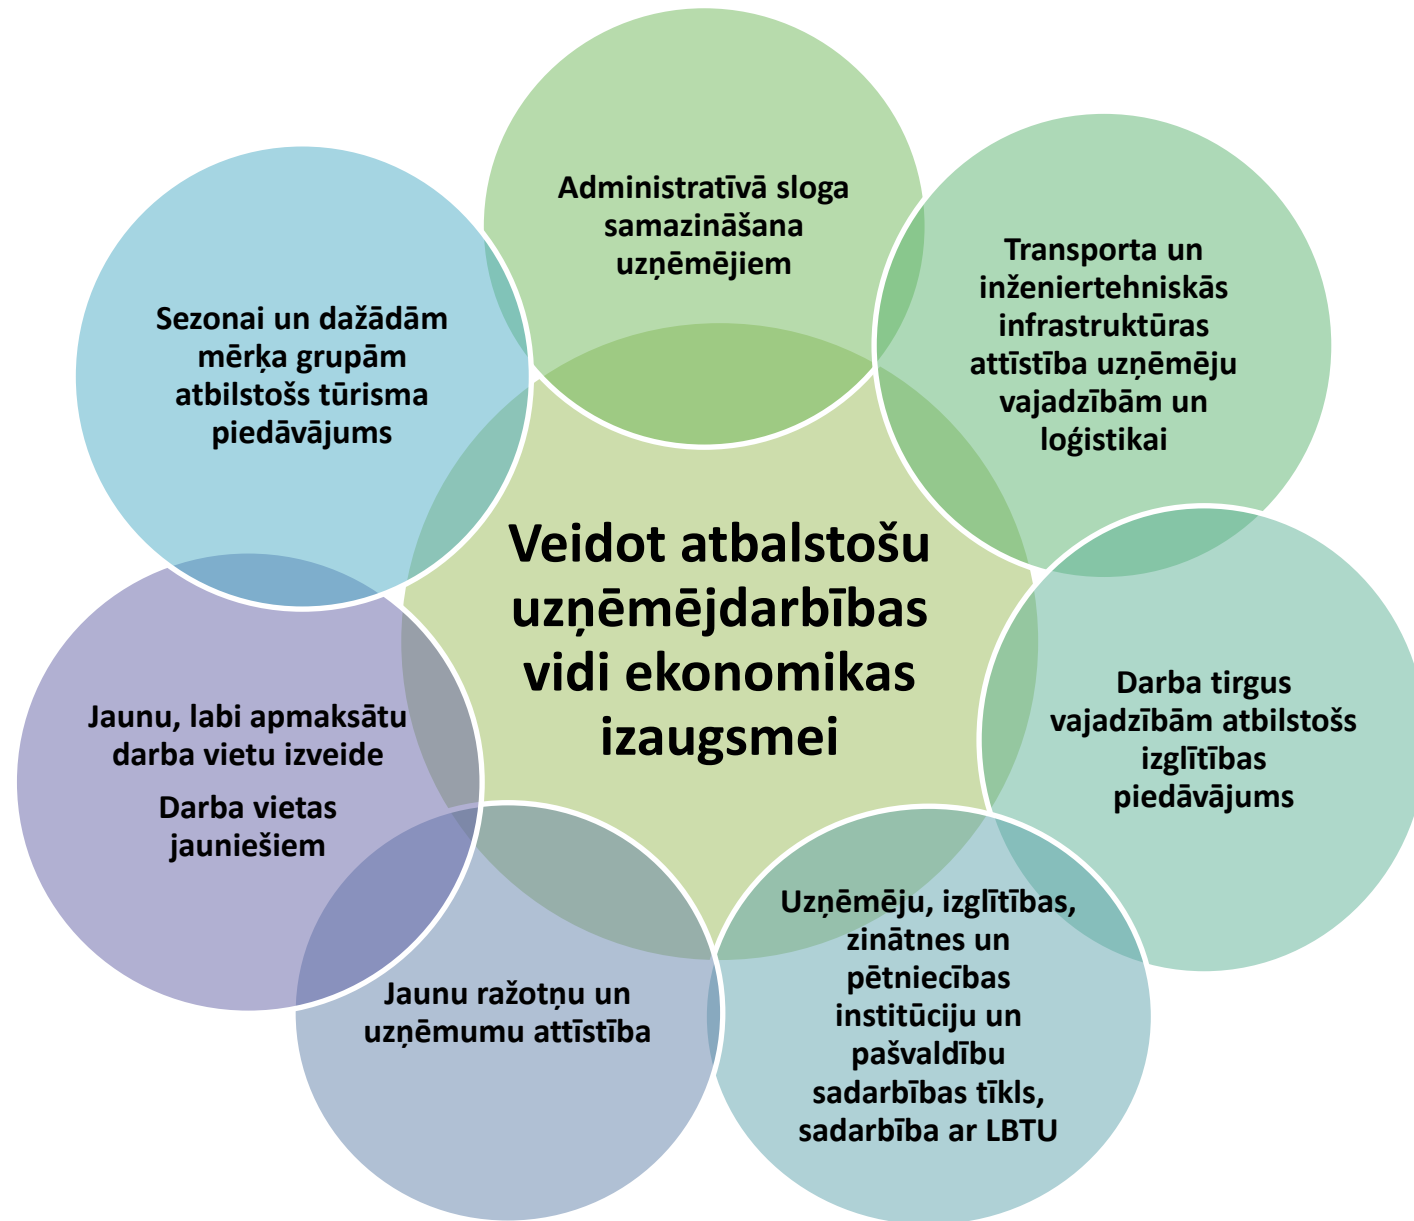 Administratīvā sloga
samazināšana
uzņēmējiem
Transporta un
inženiertehniskās
infrastruktūras
attīstība uzņēmēju
vajadzībām un
loģistikai
Darba tirgus
vajadzībām atbilstošs
izglītības
piedāvājums
Uzņēmēju, izglītības,
zinātnes un
pētniecības
institūciju un
pašvaldību
sadarbības tīkls,
sadarbība ar LBTU
Jaunu ražotņu un
uzņēmumu attīstība
Jaunu, labi apmaksātu
darba vietu izveide
Darba vietas
jauniešiem
Sezonai un dažādām
mērķa grupām
atbilstošs tūrisma
piedāvājums
Veidot atbalstošu
uzņēmējdarbības
vidi ekonomikas
izaugsmei